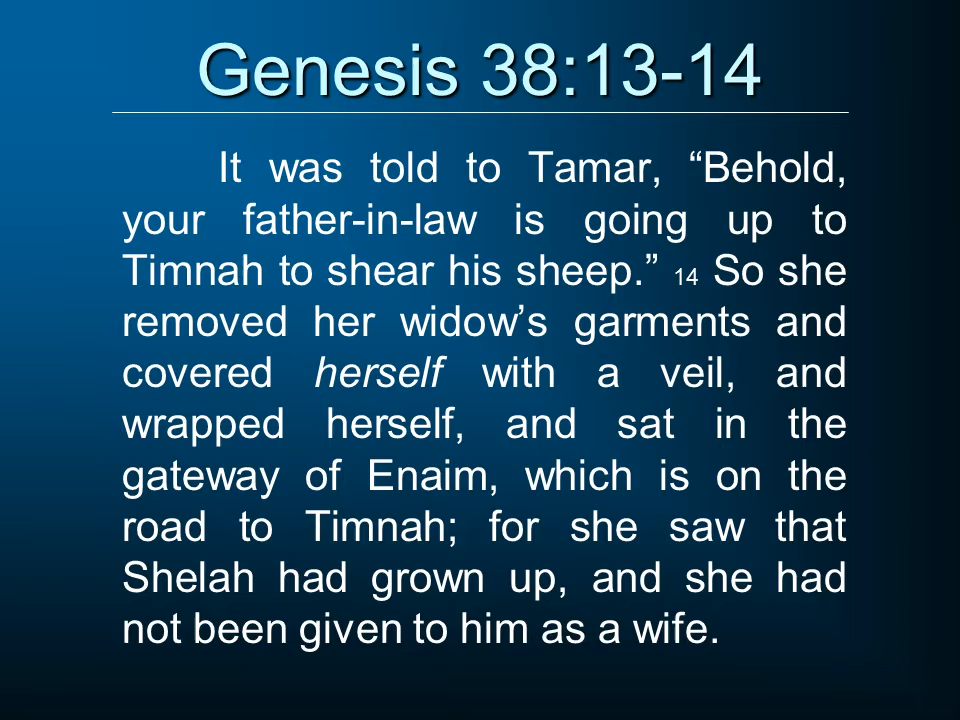 Genesis 38:13-14
It was told to Tamar, “Behold,
your father-in-law is going up to
Timnah to shear his sheep.” 14 So she
removed her widow’s garments and
covered herself with a veil, and
wrapped herself, and sat in the
gateway of Enaim, which is on the
road to Timnah; for she saw that
Shelah had grown up, and she had
not been given to him as a wife.